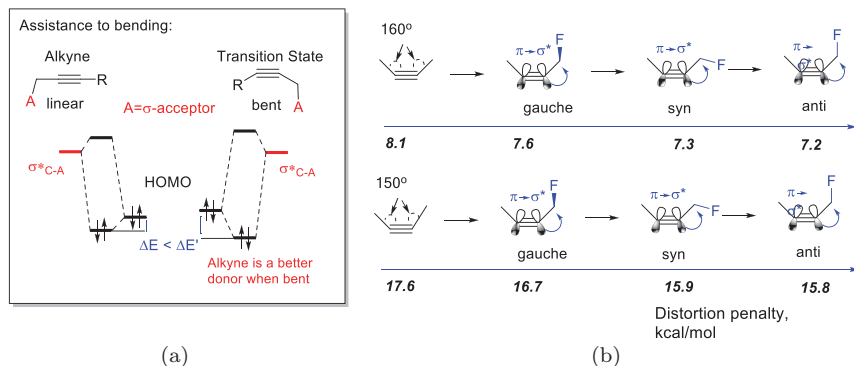 Assistance to bending:
Alkyne
Transition State
R
R
A
linear
A=σ-acceptor
bent
A
σ*C-A
HOMO
σ*C-A
ΔE < ΔE'
Alkyne is a better
donor when bent
(a)
160º
π→σ*
F
π→σ*
F
π→
σ*
F
gauche
syn
anti
8.1
7.6
7.3
7.2
150º
π→σ*
F
π→σ*
F
π→
σ*
F
gauche
syn
anti
17.6
16.7
15.9
15.8
Distortion penalty,
kcal/mol
(b)